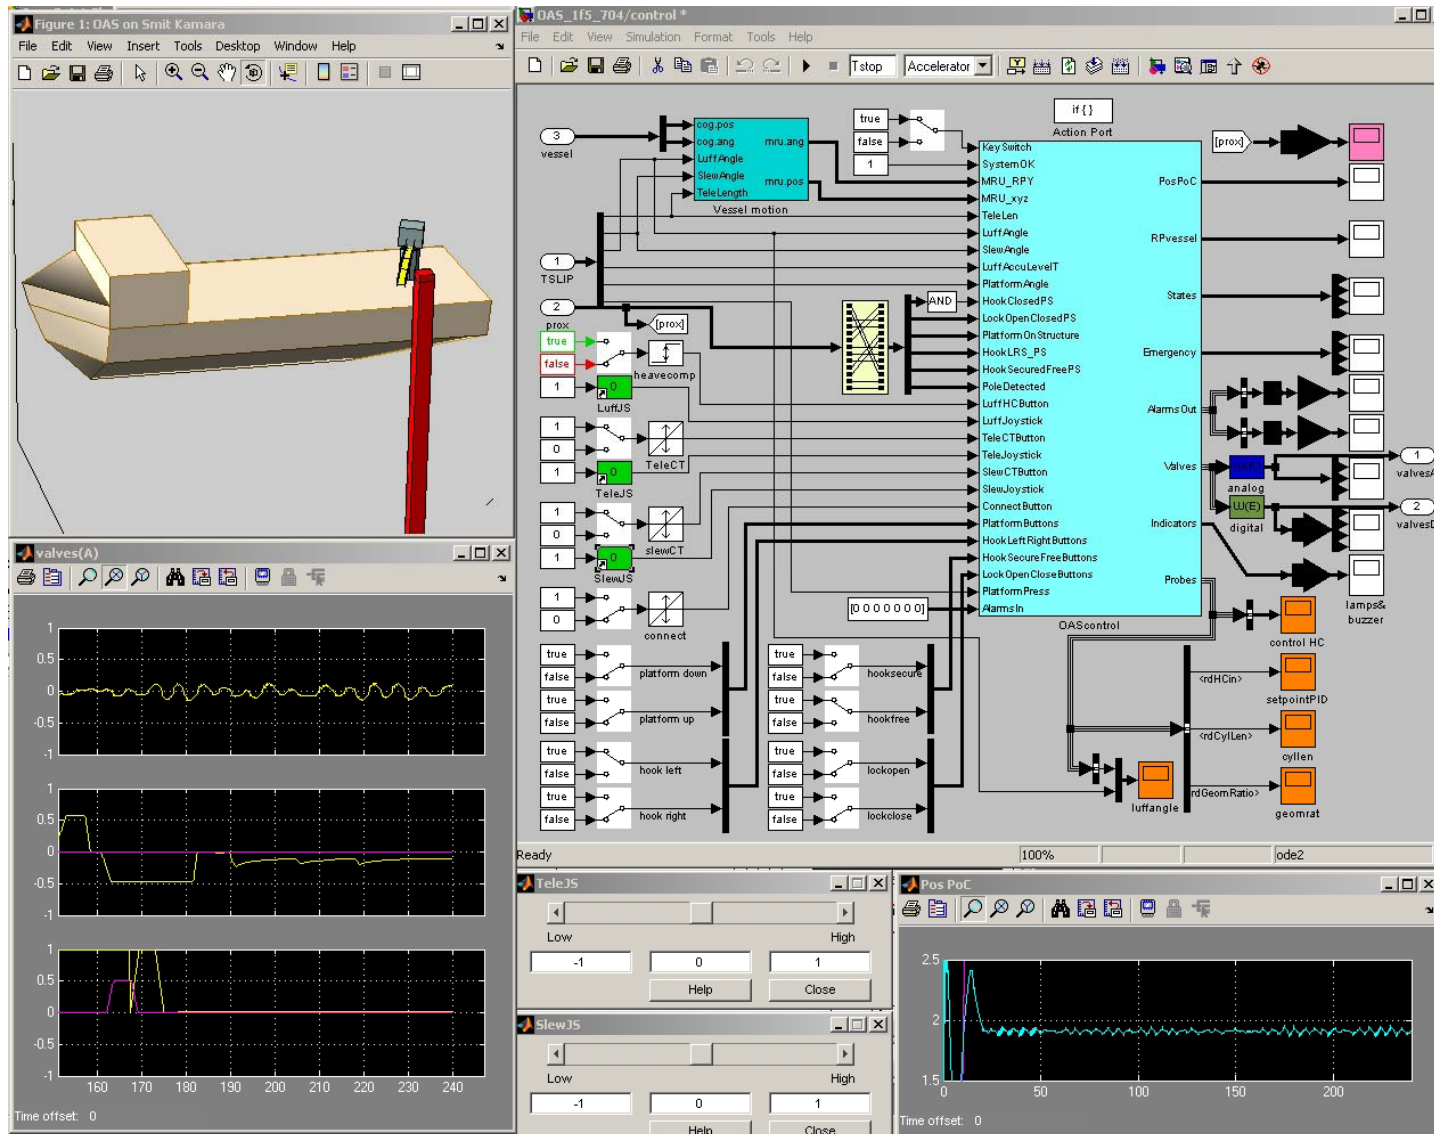 Figure 1: OAS on Smit Kamara
File Edit View Insert Tools Desktop Window Help
OAS_1f5_704/control *
File Edit View Simulation Format Tools Help
Tstop Accelerator
3
vessel
cog.pos
cog.ang
LuffAngle
SlewAngle
TeleLength
mru.ang
mru.pos
Vessel motion
true
false
1
if { }
Action Port
1
TSLIP
2
prox
[prox]
AND
true
false
heavecomp
1
0
LuffJS
1
0
TeleCT
1
0
TeleJS
1
0
slewCT
1
0
SlewJS
1
0
connect
[0 0 0 0 0 0 0]
KeySwitch
SystemOK
MRU_RPY
MRU_xyz
TeleLen
LuffAngle
SlewAngle
LuffAccuLevelT
PlatformAngle
HookClosedPS
LockOpenClosedPS
PlatformOnStructure
HookLRS_PS
HookSecuredFreePS
PoleDetected
LuffHCButton
LuffJoystick
TeleCTButton
TeleJoystick
SlewCTButton
SlewJoystick
ConnectButton
PlatformButtons
HookLeftRightButtons
HookSecureFreeButtons
LockOpenCloseButtons
PlatformPress
AlarmsIn
PosPoC
RPvessel
States
Emergency
AlarmsOut
Valves
Indicators
Probes
OAScontrol
[prox]
U(E)
analog
U(E)
digital
1
valvesA
2
valvesD
lamps&
buzzer
control HC
<rdHCin>
setpointPID
<rdCylLen>
cyllen
rdGeomRatio>
geomrat
luffangle
true
false
platform down
true
false
platform up
true
false
hook left
true
false
hook right
true
false
hooksecure
true
false
hookfree
true
false
lockopen
true
false
lockclose
Ready 100% ode2
valves(A)
1
0.5
0
-0.5
-1
1
0.5
0
-0.5
-1
1
0.5
0
-0.5
-1
160 170 180 190 200 210 220 230 240
Time offset: 0
TeleJS
Low High
-1 0 1
Help Close
SlewJS
Low High
-1 0 1
Help Close
Pos PoC
2.5
2
1.5
0 50 100 150 200
Time offset: 0